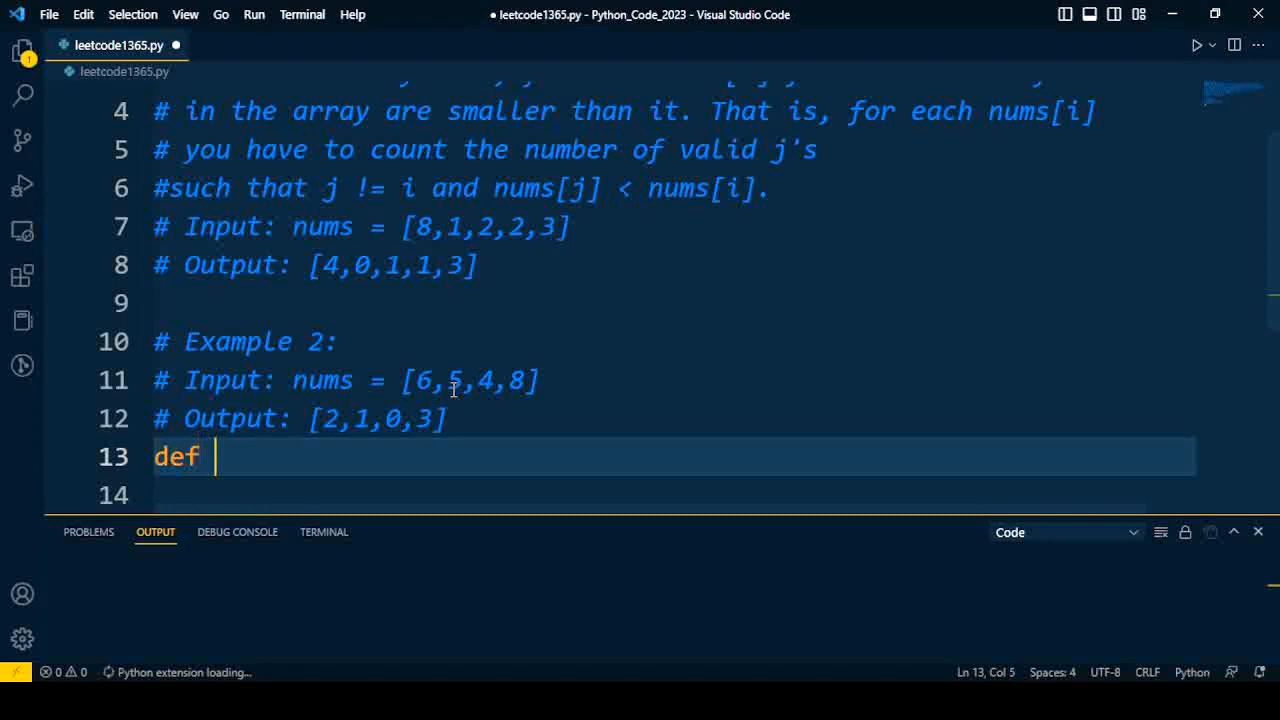 File Edit Selection View Go Run Terminal Help
● leetcode1365.py - Python_Code_2023 - Visual Studio Code
leetcode1365.py
leetcode1365.py
4 # in the array are smaller than it. That is, for each nums[i]
5 # you have to count the number of valid j's
6 #such that j != i and nums[j] < nums[i].
7 # Input: nums = [8,1,2,2,3]
8 # Output: [4,0,1,1,3]
9
10 # Example 2:
11 # Input: nums = [6,5,4,8]
12 # Output: [2,1,0,3]
13 def
14
PROBLEMS OUTPUT DEBUG CONSOLE TERMINAL
Code
1
0 0 Python extension loading...
Ln 13, Col 5 Spaces: 4 UTF-8 CRLF Python